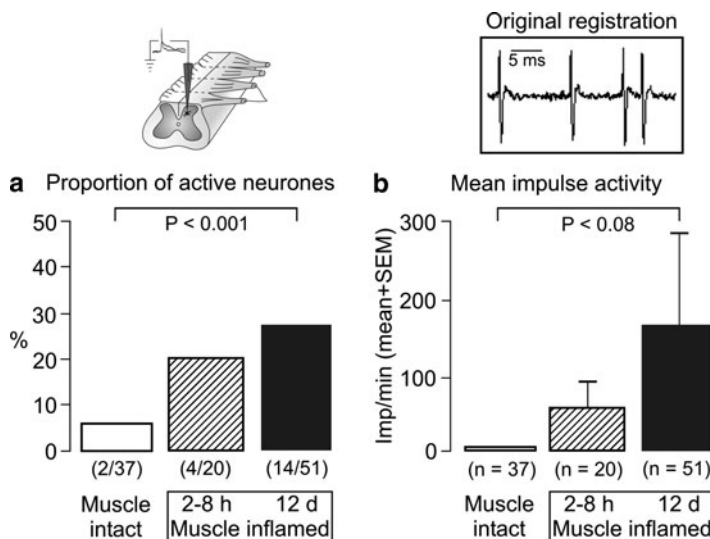 Original registration
5 ms
a Proportion of active neurones
50
40
30
%
20
10
0
P < 0.001
(2/37) (4/20) (14/51)
Muscle intact
2-8 h 12 d
Muscle inflamed
b Mean impulse activity
Imp/min (mean+SEM)
300
200
100
0
P < 0.08
(n = 37) (n = 20) (n = 51)
Muscle intact
2-8 h 12 d
Muscle inflamed